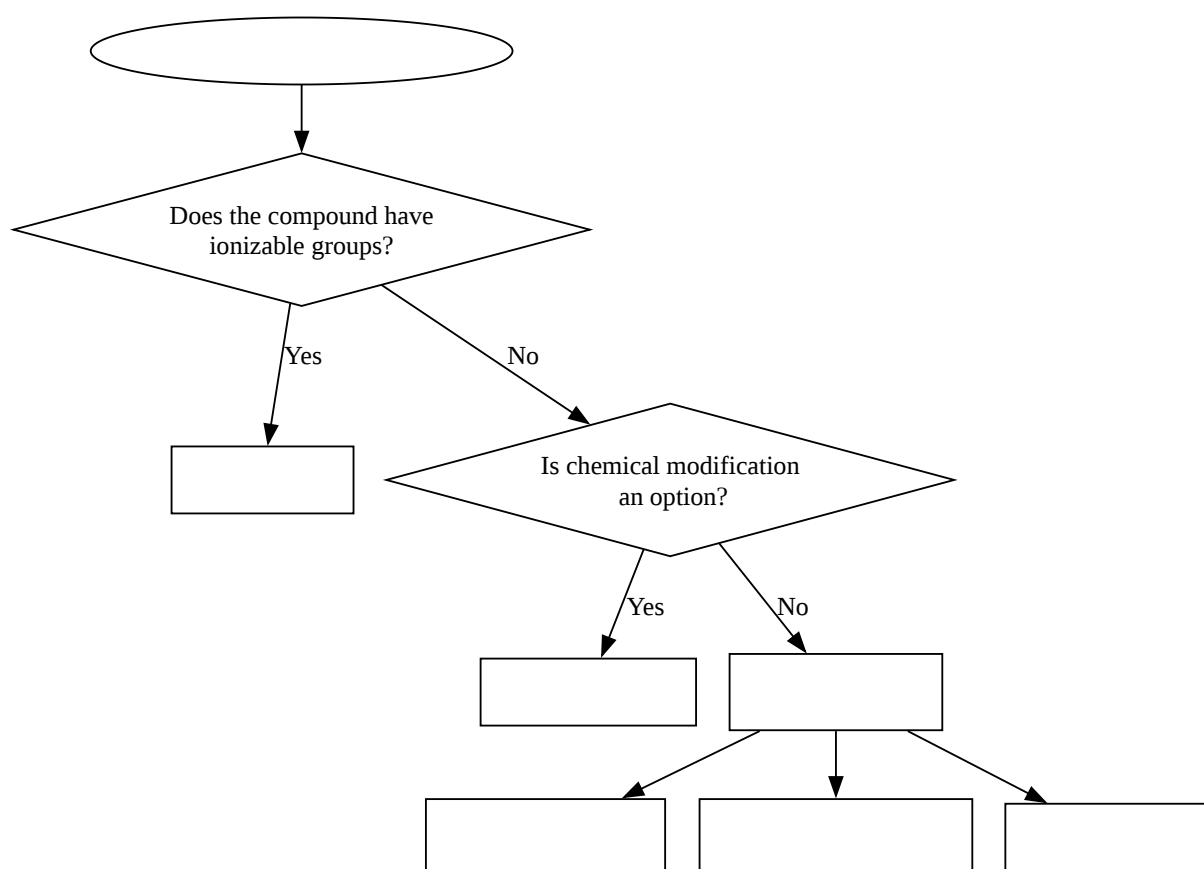 Does the compound have
ionizable groups?
Yes
No
Is chemical modification
an option?
Yes
No